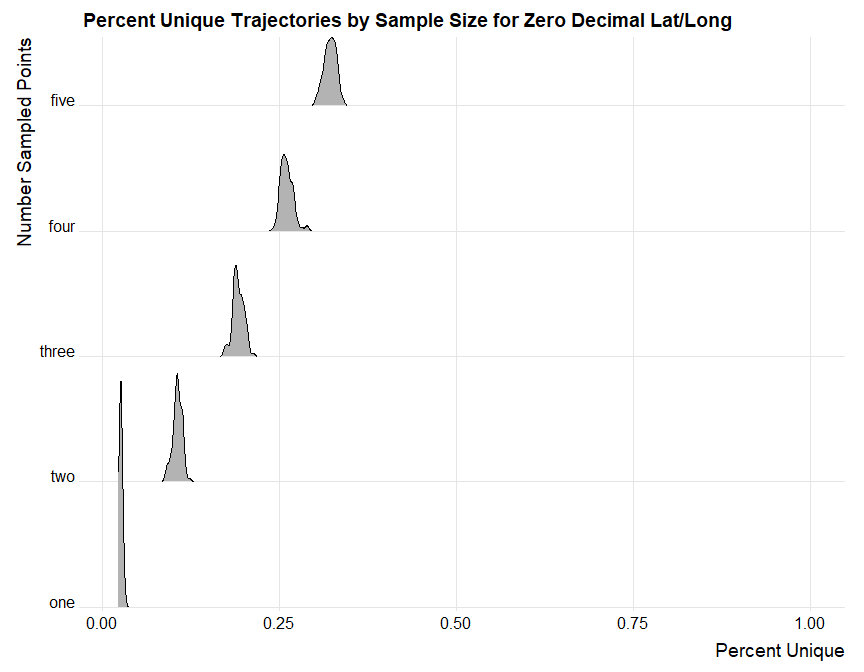 Percent Unique Trajectories by Sample Size for Zero Decimal Lat/Long
Number Sampled Points
five
four
three
two
one
0.00 0.25 0.50 0.75 1.00
Percent Unique